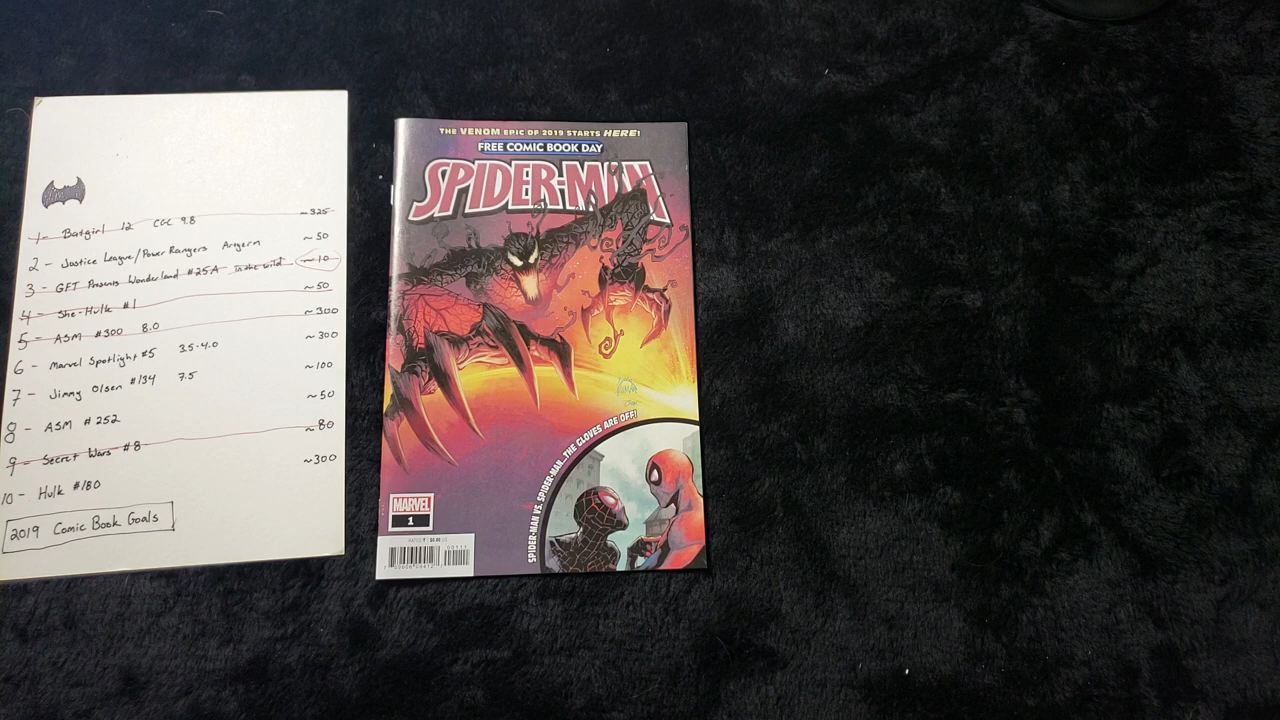 1- Batgirl 12 CGC 9.8 ~325
2 - Justice League/Power Rangers ~50
3 - GFT Presents Wonderland #25A In the wild ~10
4 - She-Hulk #1 ~50
5 - ASM #300 8.0 ~300
6 - Marvel Spotlight #5 3.5-4.0 ~300
7 - Jimmy Olsen #134 7.5 ~100
8 - ASM #252 ~50
9 - Secret Wars #8 ~80
10 - Hulk #180 ~300
2019 Comic Book Goals
THE VENOM EPIC OF 2019 STARTS HERE!
FREE COMIC BOOK DAY
SPIDER-MAN
SPIDER-MAN VS. SPIDER-MAN...THE GLOVES ARE OFF!
MARVEL
1